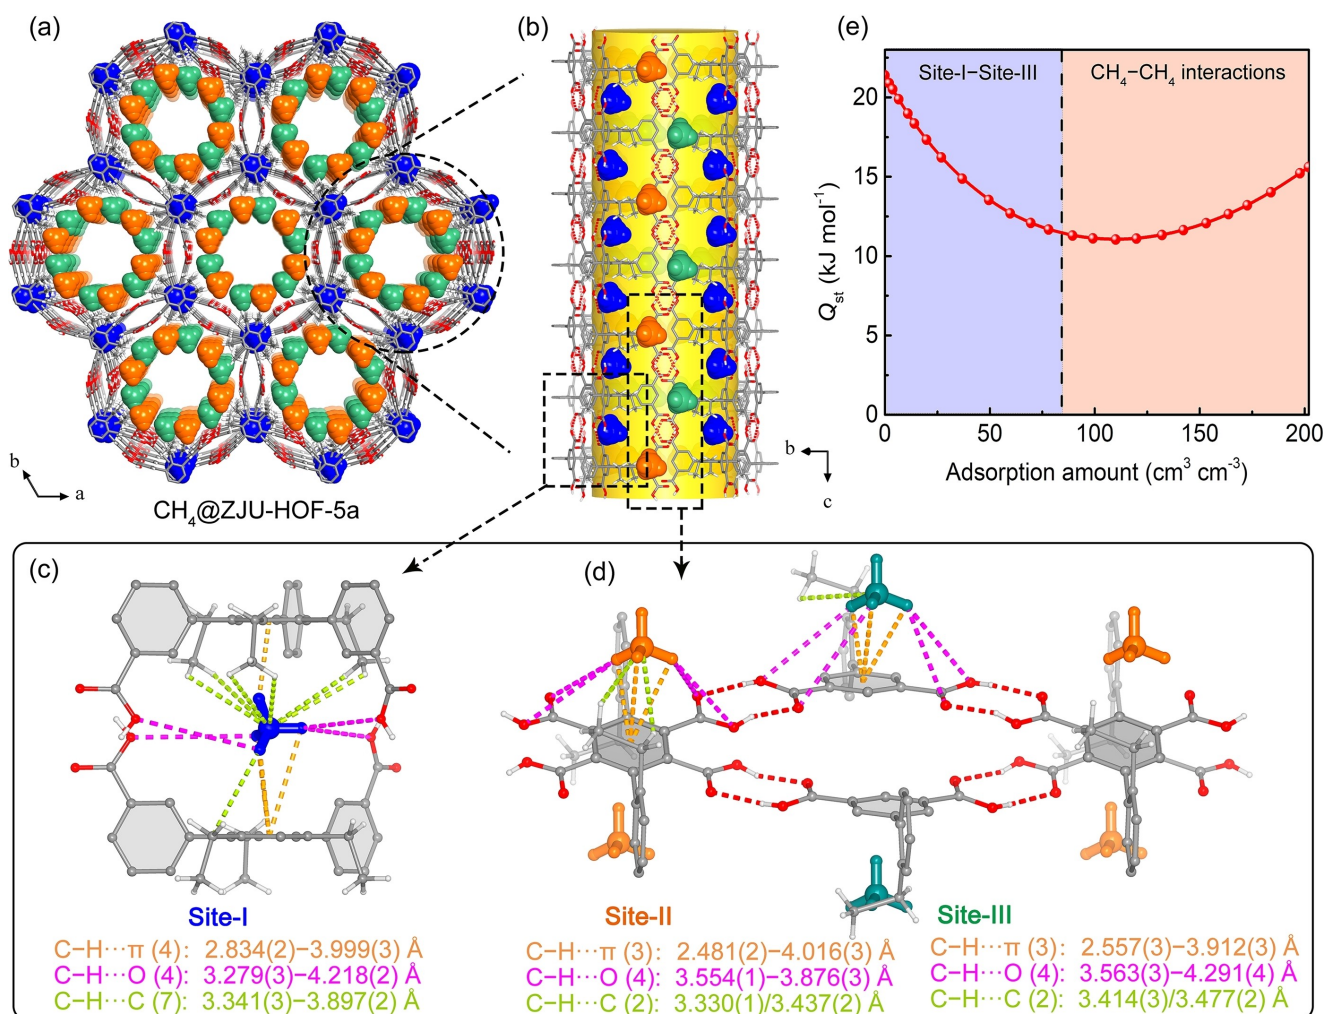 (a)
b
a
CH₄@ZJU-HOF-5a
(b)
b
c
(e)
Site-I−Site-III
CH₄−CH₄ interactions
Qst (kJ mol⁻¹)
20
15
10
5
0
0 50 100 150 200
Adsorption amount (cm³ cm⁻³)
(c)
Site-I
C−H···π (4): 2.834(2)−3.999(3) Å
C−H···O (4): 3.279(3)−4.218(2) Å
C−H···C (7): 3.341(3)−3.897(2) Å
(d)
Site-II
C−H···π (3): 2.481(2)−4.016(3) Å
C−H···O (4): 3.554(1)−3.876(3) Å
C−H···C (2): 3.330(1)/3.437(2) Å
Site-III
C−H···π (3): 2.557(3)−3.912(3) Å
C−H···O (4): 3.563(3)−4.291(4) Å
C−H···C (2): 3.414(3)/3.477(2) Å